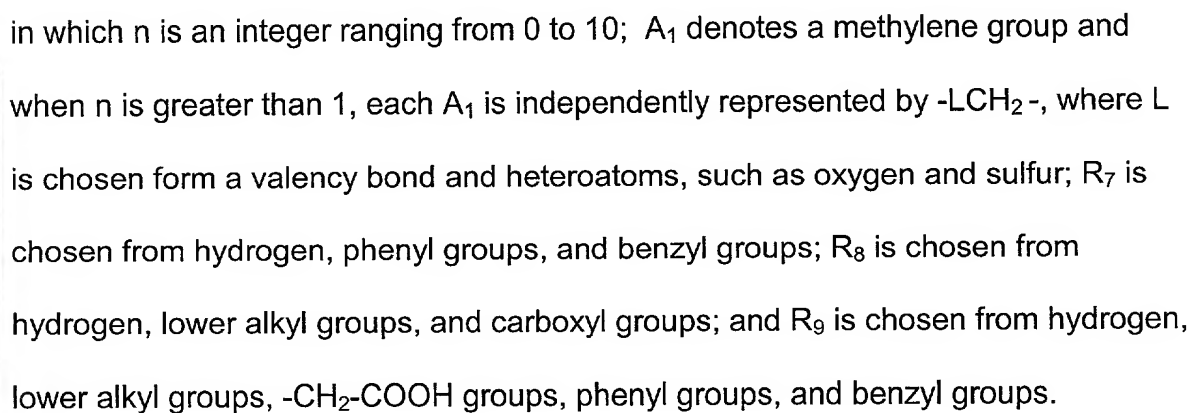 in which n is an integer ranging from 0 to 10; A₁ denotes a methylene group and
when n is greater than 1, each A₁ is independently represented by -LCH₂ -, where L
is chosen form a valency bond and heteroatoms, such as oxygen and sulfur; R₇ is
chosen from hydrogen, phenyl groups, and benzyl groups; R₈ is chosen from
hydrogen, lower alkyl groups, and carboxyl groups; and R₉ is chosen from hydrogen,
lower alkyl groups, -CH₂-COOH groups, phenyl groups, and benzyl groups.